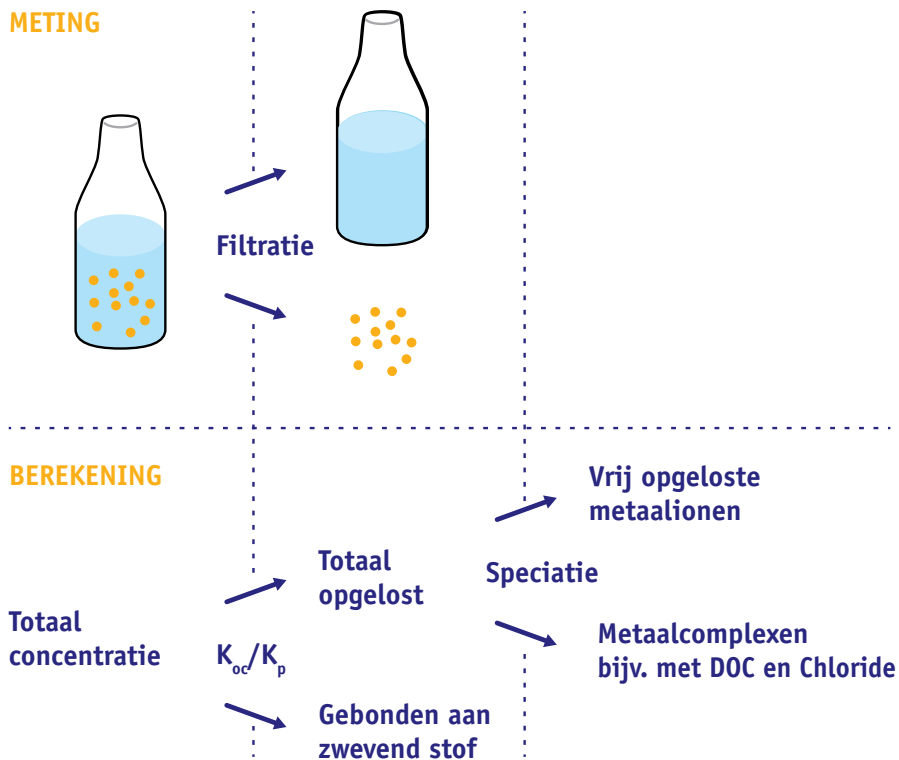 METING
Filtratie
BEREKENING
Totaal
concentratie
Koc/Kp
Totaal
opgelost
Gebonden aan
zwevend stof
Speciatie
Vrij opgeloste
metaalionen
Metaalcomplexen
bijv. met DOC en Chloride